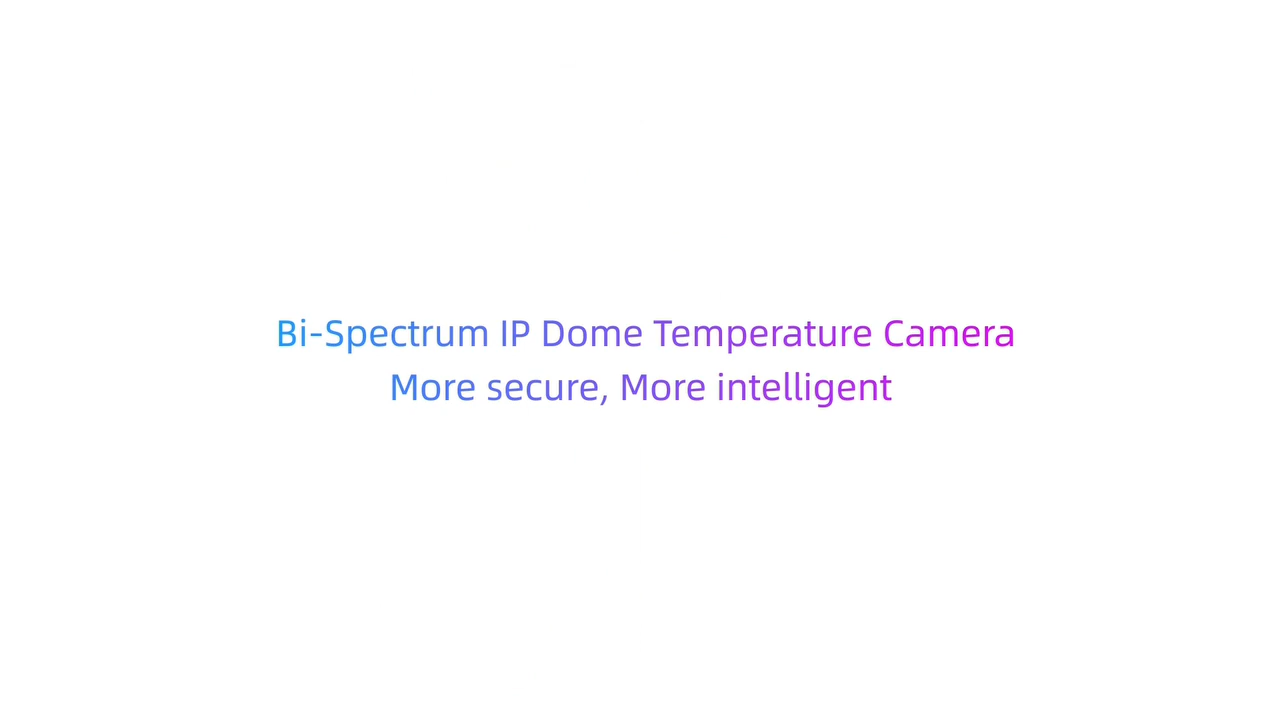 Bi-Spectrum IP Dome Temperature Camera
More secure, More intelligent